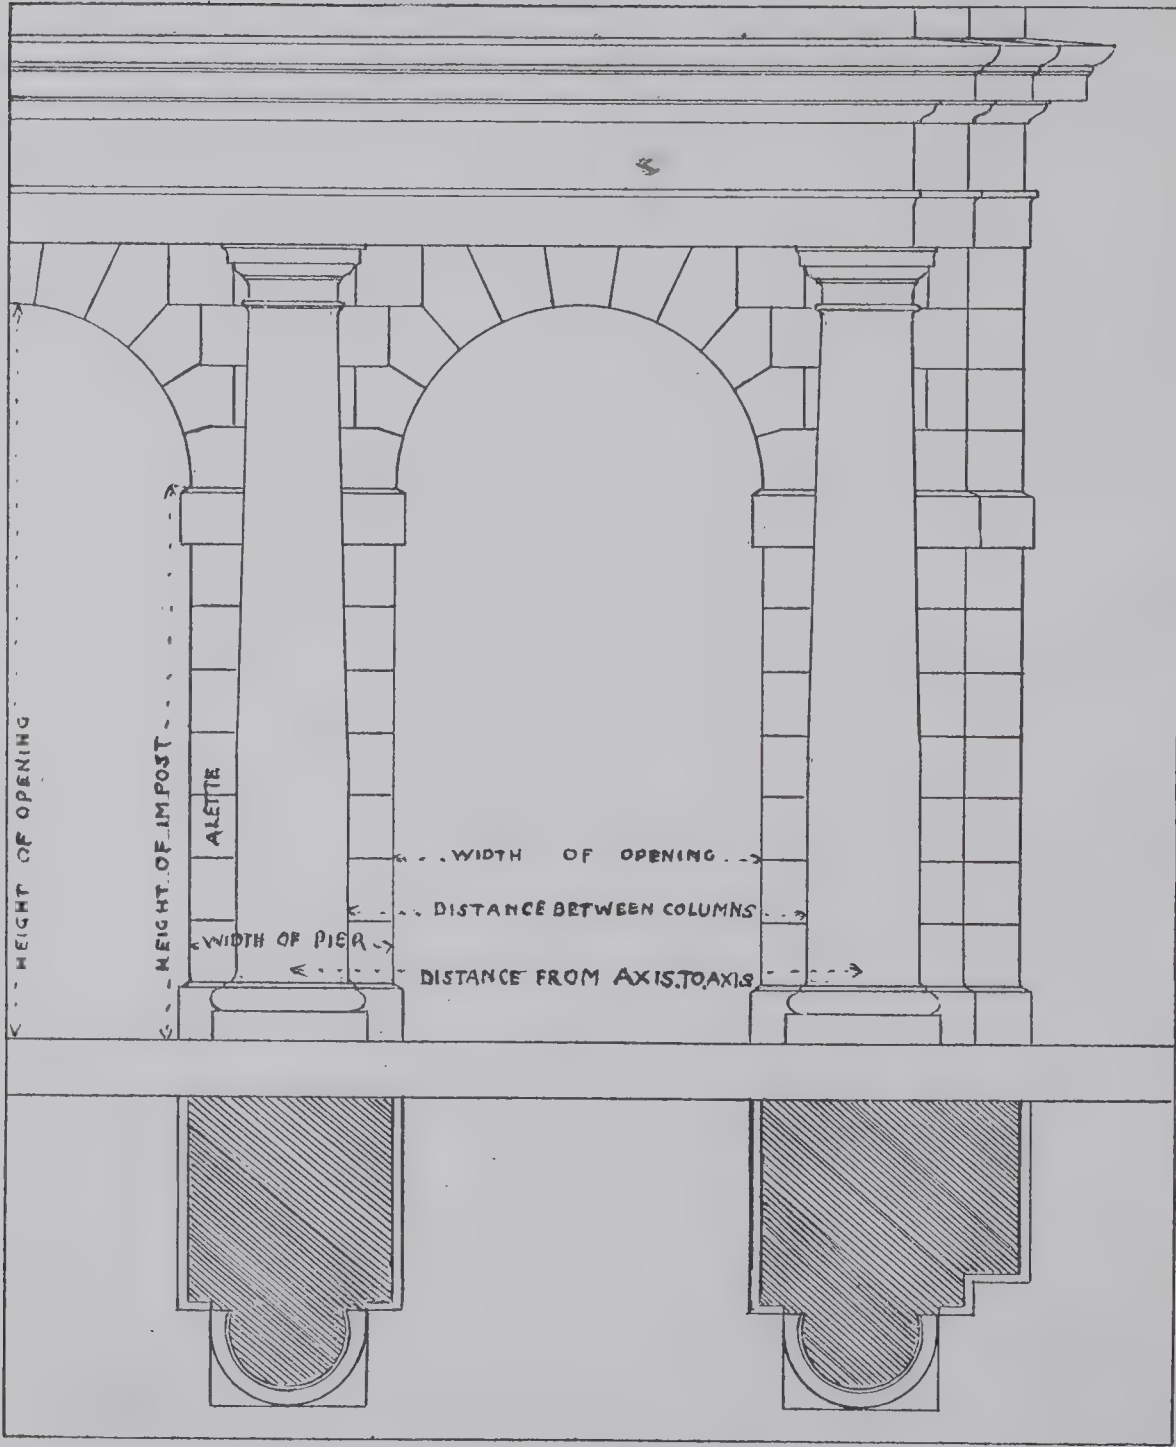 HEIGHT OF OPENING
HEIGHT OF IMPOST
ALETTE
WIDTH OF OPENING
DISTANCE BETWEEN COLUMNS
WIDTH OF PIER
DISTANCE FROM AXIS.TO.AXIS